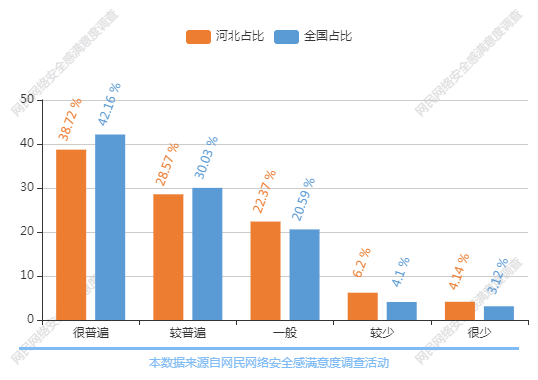 网民网络安全感满意度调查
网民网络安全感满意度调查
河北占比 全国占比
50
40
30
20
10
0
38.72 %
42.16 %
28.57 %
30.03 %
22.37 %
20.59 %
6.2 %
4.1 %
4.14 %
3.12 %
很普遍 较普遍 一般 较少 很少
网民网络安全感满意度调查
网民网络安全感满意度调查
本数据来源自网民网络安全感满意度调查活动